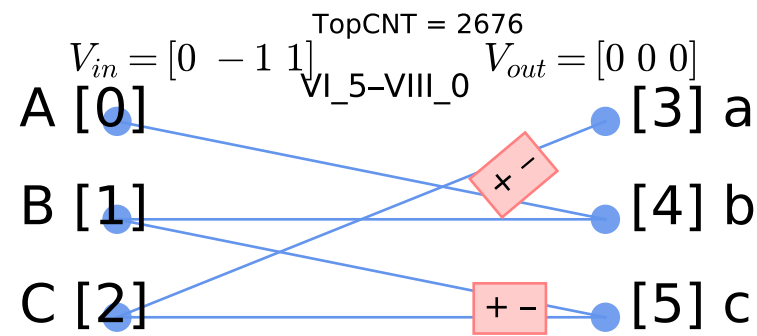 TopCNT = 2676
V_in = [0 −1 1] V_out = [0 0 0]
VI_5–VIII_0
A [0] [3] a
+ −
B [1] [4] b
C [2] + − [5] c